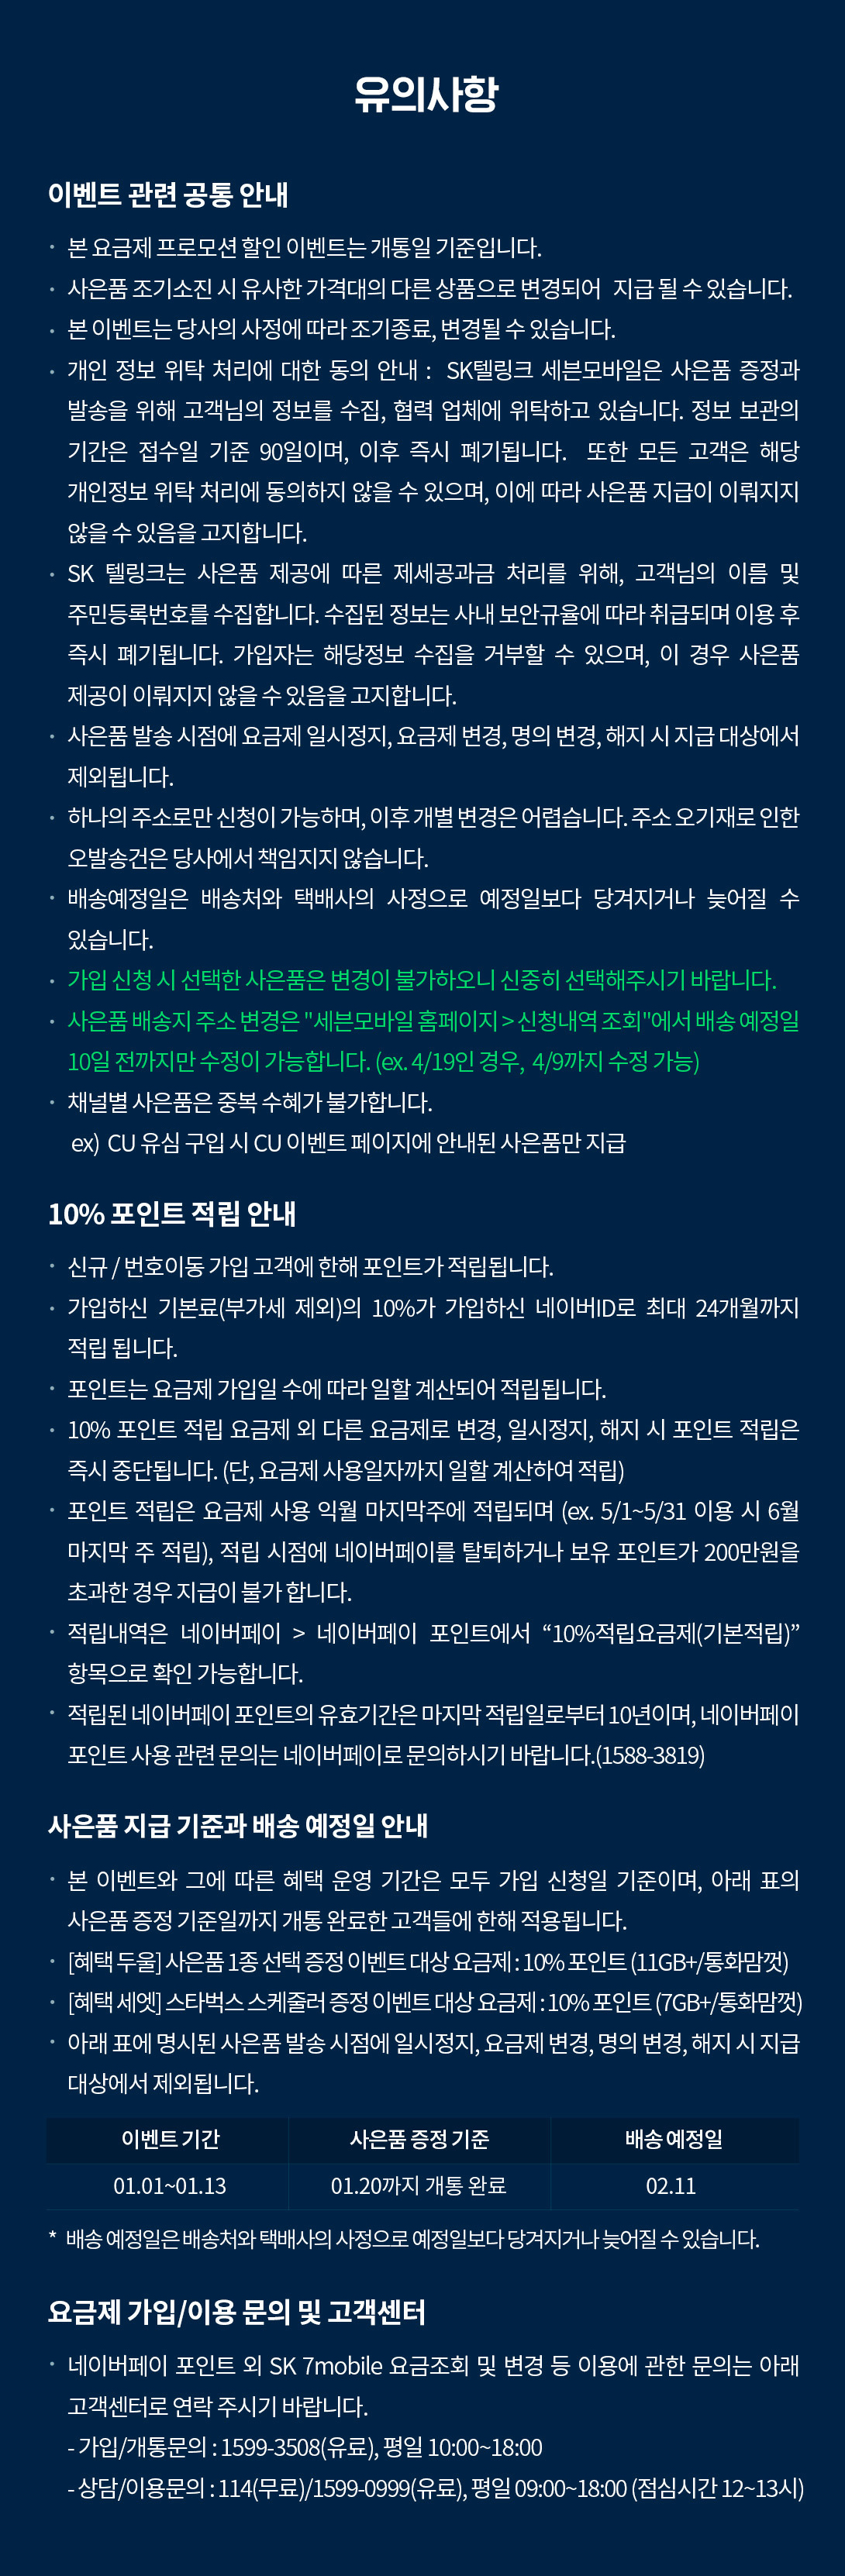 유의사항
이벤트 관련 공통 안내
· 본 요금제 프로모션 할인 이벤트는 개통일 기준입니다.
· 사은품 조기소진 시 유사한 가격대의 다른 상품으로 변경되어 지급 될 수 있습니다.
· 본 이벤트는 당사의 사정에 따라 조기종료, 변경될 수 있습니다.
· 개인 정보 위탁 처리에 대한 동의 안내 : SK텔링크 세븐모바일은 사은품 증정과
발송을 위해 고객님의 정보를 수집, 협력 업체에 위탁하고 있습니다. 정보 보관의
기간은 접수일 기준 90일이며, 이후 즉시 폐기됩니다. 또한 모든 고객은 해당
개인정보 위탁 처리에 동의하지 않을 수 있으며, 이에 따라 사은품 지급이 이뤄지지
않을 수 있음을 고지합니다.
· SK 텔링크는 사은품 제공에 따른 제세공과금 처리를 위해, 고객님의 이름 및
주민등록번호를 수집합니다. 수집된 정보는 사내 보안규율에 따라 취급되며 이용 후
즉시 폐기됩니다. 가입자는 해당정보 수집을 거부할 수 있으며, 이 경우 사은품
제공이 이뤄지지 않을 수 있음을 고지합니다.
· 사은품 발송 시점에 요금제 일시정지, 요금제 변경, 명의 변경, 해지 시 지급 대상에서
제외됩니다.
· 하나의 주소로만 신청이 가능하며, 이후 개별 변경은 어렵습니다. 주소 오기재로 인한
오발송건은 당사에서 책임지지 않습니다.
· 배송예정일은 배송처와 택배사의 사정으로 예정일보다 당겨지거나 늦어질 수
있습니다.
· 가입 신청 시 선택한 사은품은 변경이 불가하오니 신중히 선택해주시기 바랍니다.
· 사은품 배송지 주소 변경은 "세븐모바일 홈페이지 > 신청내역 조회"에서 배송 예정일
10일 전까지만 수정이 가능합니다. (ex. 4/19인 경우, 4/9까지 수정 가능)
· 채널별 사은품은 중복 수혜가 불가합니다.
ex) CU 유심 구입 시 CU 이벤트 페이지에 안내된 사은품만 지급
10% 포인트 적립 안내
· 신규 / 번호이동 가입 고객에 한해 포인트가 적립됩니다.
· 가입하신 기본료(부가세 제외)의 10%가 가입하신 네이버ID로 최대 24개월까지
적립 됩니다.
· 포인트는 요금제 가입일 수에 따라 일할 계산되어 적립됩니다.
· 10% 포인트 적립 요금제 외 다른 요금제로 변경, 일시정지, 해지 시 포인트 적립은
즉시 중단됩니다. (단, 요금제 사용일자까지 일할 계산하여 적립)
· 포인트 적립은 요금제 사용 익월 마지막주에 적립되며 (ex. 5/1~5/31 이용 시 6월
마지막 주 적립), 적립 시점에 네이버페이를 탈퇴하거나 보유 포인트가 200만원을
초과한 경우 지급이 불가 합니다.
· 적립내역은 네이버페이 > 네이버페이 포인트에서 “10%적립요금제(기본적립)”
항목으로 확인 가능합니다.
· 적립된 네이버페이 포인트의 유효기간은 마지막 적립일로부터 10년이며, 네이버페이
포인트 사용 관련 문의는 네이버페이로 문의하시기 바랍니다.(1588-3819)
사은품 지급 기준과 배송 예정일 안내
· 본 이벤트와 그에 따른 혜택 운영 기간은 모두 가입 신청일 기준이며, 아래 표의
사은품 증정 기준일까지 개통 완료한 고객들에 한해 적용됩니다.
· [혜택 두울] 사은품 1종 선택 증정 이벤트 대상 요금제 : 10% 포인트 (11GB+/통화맘껏)
· [혜택 세엣] 스타벅스 스케줄러 증정 이벤트 대상 요금제 : 10% 포인트 (7GB+/통화맘껏)
· 아래 표에 명시된 사은품 발송 시점에 일시정지, 요금제 변경, 명의 변경, 해지 시 지급
대상에서 제외됩니다.
이벤트 기간 사은품 증정 기준 배송 예정일
01.01~01.13 01.20까지 개통 완료 02.11
* 배송 예정일은 배송처와 택배사의 사정으로 예정일보다 당겨지거나 늦어질 수 있습니다.
요금제 가입/이용 문의 및 고객센터
· 네이버페이 포인트 외 SK 7mobile 요금조회 및 변경 등 이용에 관한 문의는 아래
고객센터로 연락 주시기 바랍니다.
- 가입/개통문의 : 1599-3508(유료), 평일 10:00~18:00
- 상담/이용문의 : 114(무료)/1599-0999(유료), 평일 09:00~18:00 (점심시간 12~13시)